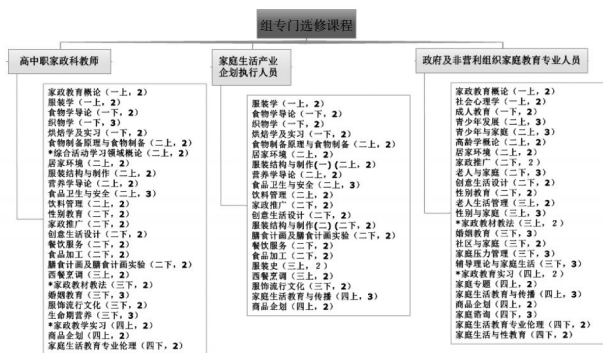 组专门选修课程
高中职家政科教师
家政教育概论（一上，2）
服装学（一上，2）
食物学导论（一下，2）
织物学（一下，3）
烘焙学及实习（一下，2）
食物制备原理与食物制备（二上，2）
*综合活动学习领域概论（二上，2）
居家环境（二上，2）
服装结构与制作（二上，2）
营养学导论（二上，2）
食品卫生与安全（二上，3）
饮料管理（二上，2）
性别教育（二下，2）
家政推广（二下，2）
创意生活设计（二下，2）
餐饮服务（二下，2）
食品加工（二下，2）
膳食计画及膳食计画实验（二下，2）
西餐烹调（三上，2）
*家政教材教法（三下，2）
婚姻教育（三下，3）
服饰流行文化（三下，2）
生命期营养（三下，3）
*家政教学实习（四上，2）
商品企划（四上，2）
家庭生活教育专业伦理（四下，2）
家庭生活产业
企划执行人员
服装学（一上，2）
食物学导论（一下，2）
织物学（一下，2）
烘焙学及实习（一下，2）
食物制备原理与食物制备（二上，2）
居家环境（二上，2）
服装结构与制作(一)(二上，2）
营养学导论（二上，2）
食品卫生与安全（二上，3）
饮料管理（二上，2）
家政推广（二下，2）
创意生活设计（二下，2）
服装结构与制作(二)(二下，2）
膳食计画及膳食计画实验（二下，2）
餐饮服务（二下，2）
食品加工（二下，2）
服装史（三上，2）
西餐烹调（三上，2）
服饰流行文化（三下，2）
家庭生活教育与传播（四上，3）
商品企划（四上，2）
政府及非营利组织家庭教育专业人员
家政教育概论（一上，2）
社会心理学（一上，2）
成人教育（一下，2）
青少年发展（二上，3）
青少年与家庭（二上，3）
高龄学概论（二上，2）
居家环境（二上，2）
家政推广（二下，2）
老人与家庭（二下，3）
创意生活设计（二下，2）
性别教育（二下，2）
老人生活管理（三上，2）
性别与家庭（三上，3）
*家政教材教法（三上，2）
婚姻教育（三下，3）
社区与家庭（三下，2）
家庭压力管理（三下，3）
辅导理论与家庭生活（三下，3）
*家政教育实习（四上，2）
家庭专题（四上，2）
家庭生活教育与传播（四上，3）
商品企划（四上，2）
家庭谘商（四下，3）
家庭生活教育专业伦理（四下，2）
家庭生活与性教育（四下，2）